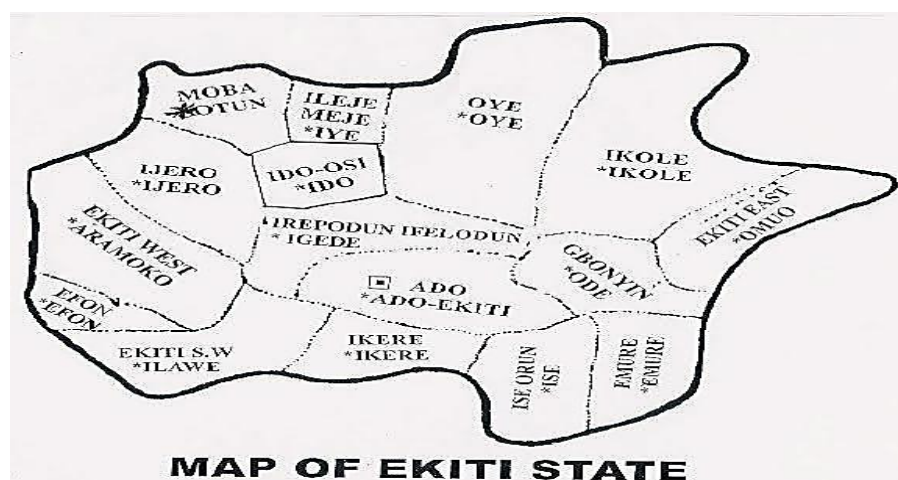 MOBA
*OTUN
ILEJE
MEJE
*IYE
OYE
*OYE
IKOLE
*IKOLE
IJERO
*IJERO
IDO-OSI
*IDO
EKITI WEST
*ARAMOKO
IREPODUN IFELODUN
* IGEDE
EKITI EAST
*OMUO
GBONYIN
*ODE
ADO
*ADO-EKITI
EFON
*EFON
EKITI S.W
*ILAWE
IKERE
*IKERE
ISE ORUN
*ISE
EMURE
*EMURE
MAP OF EKITI STATE